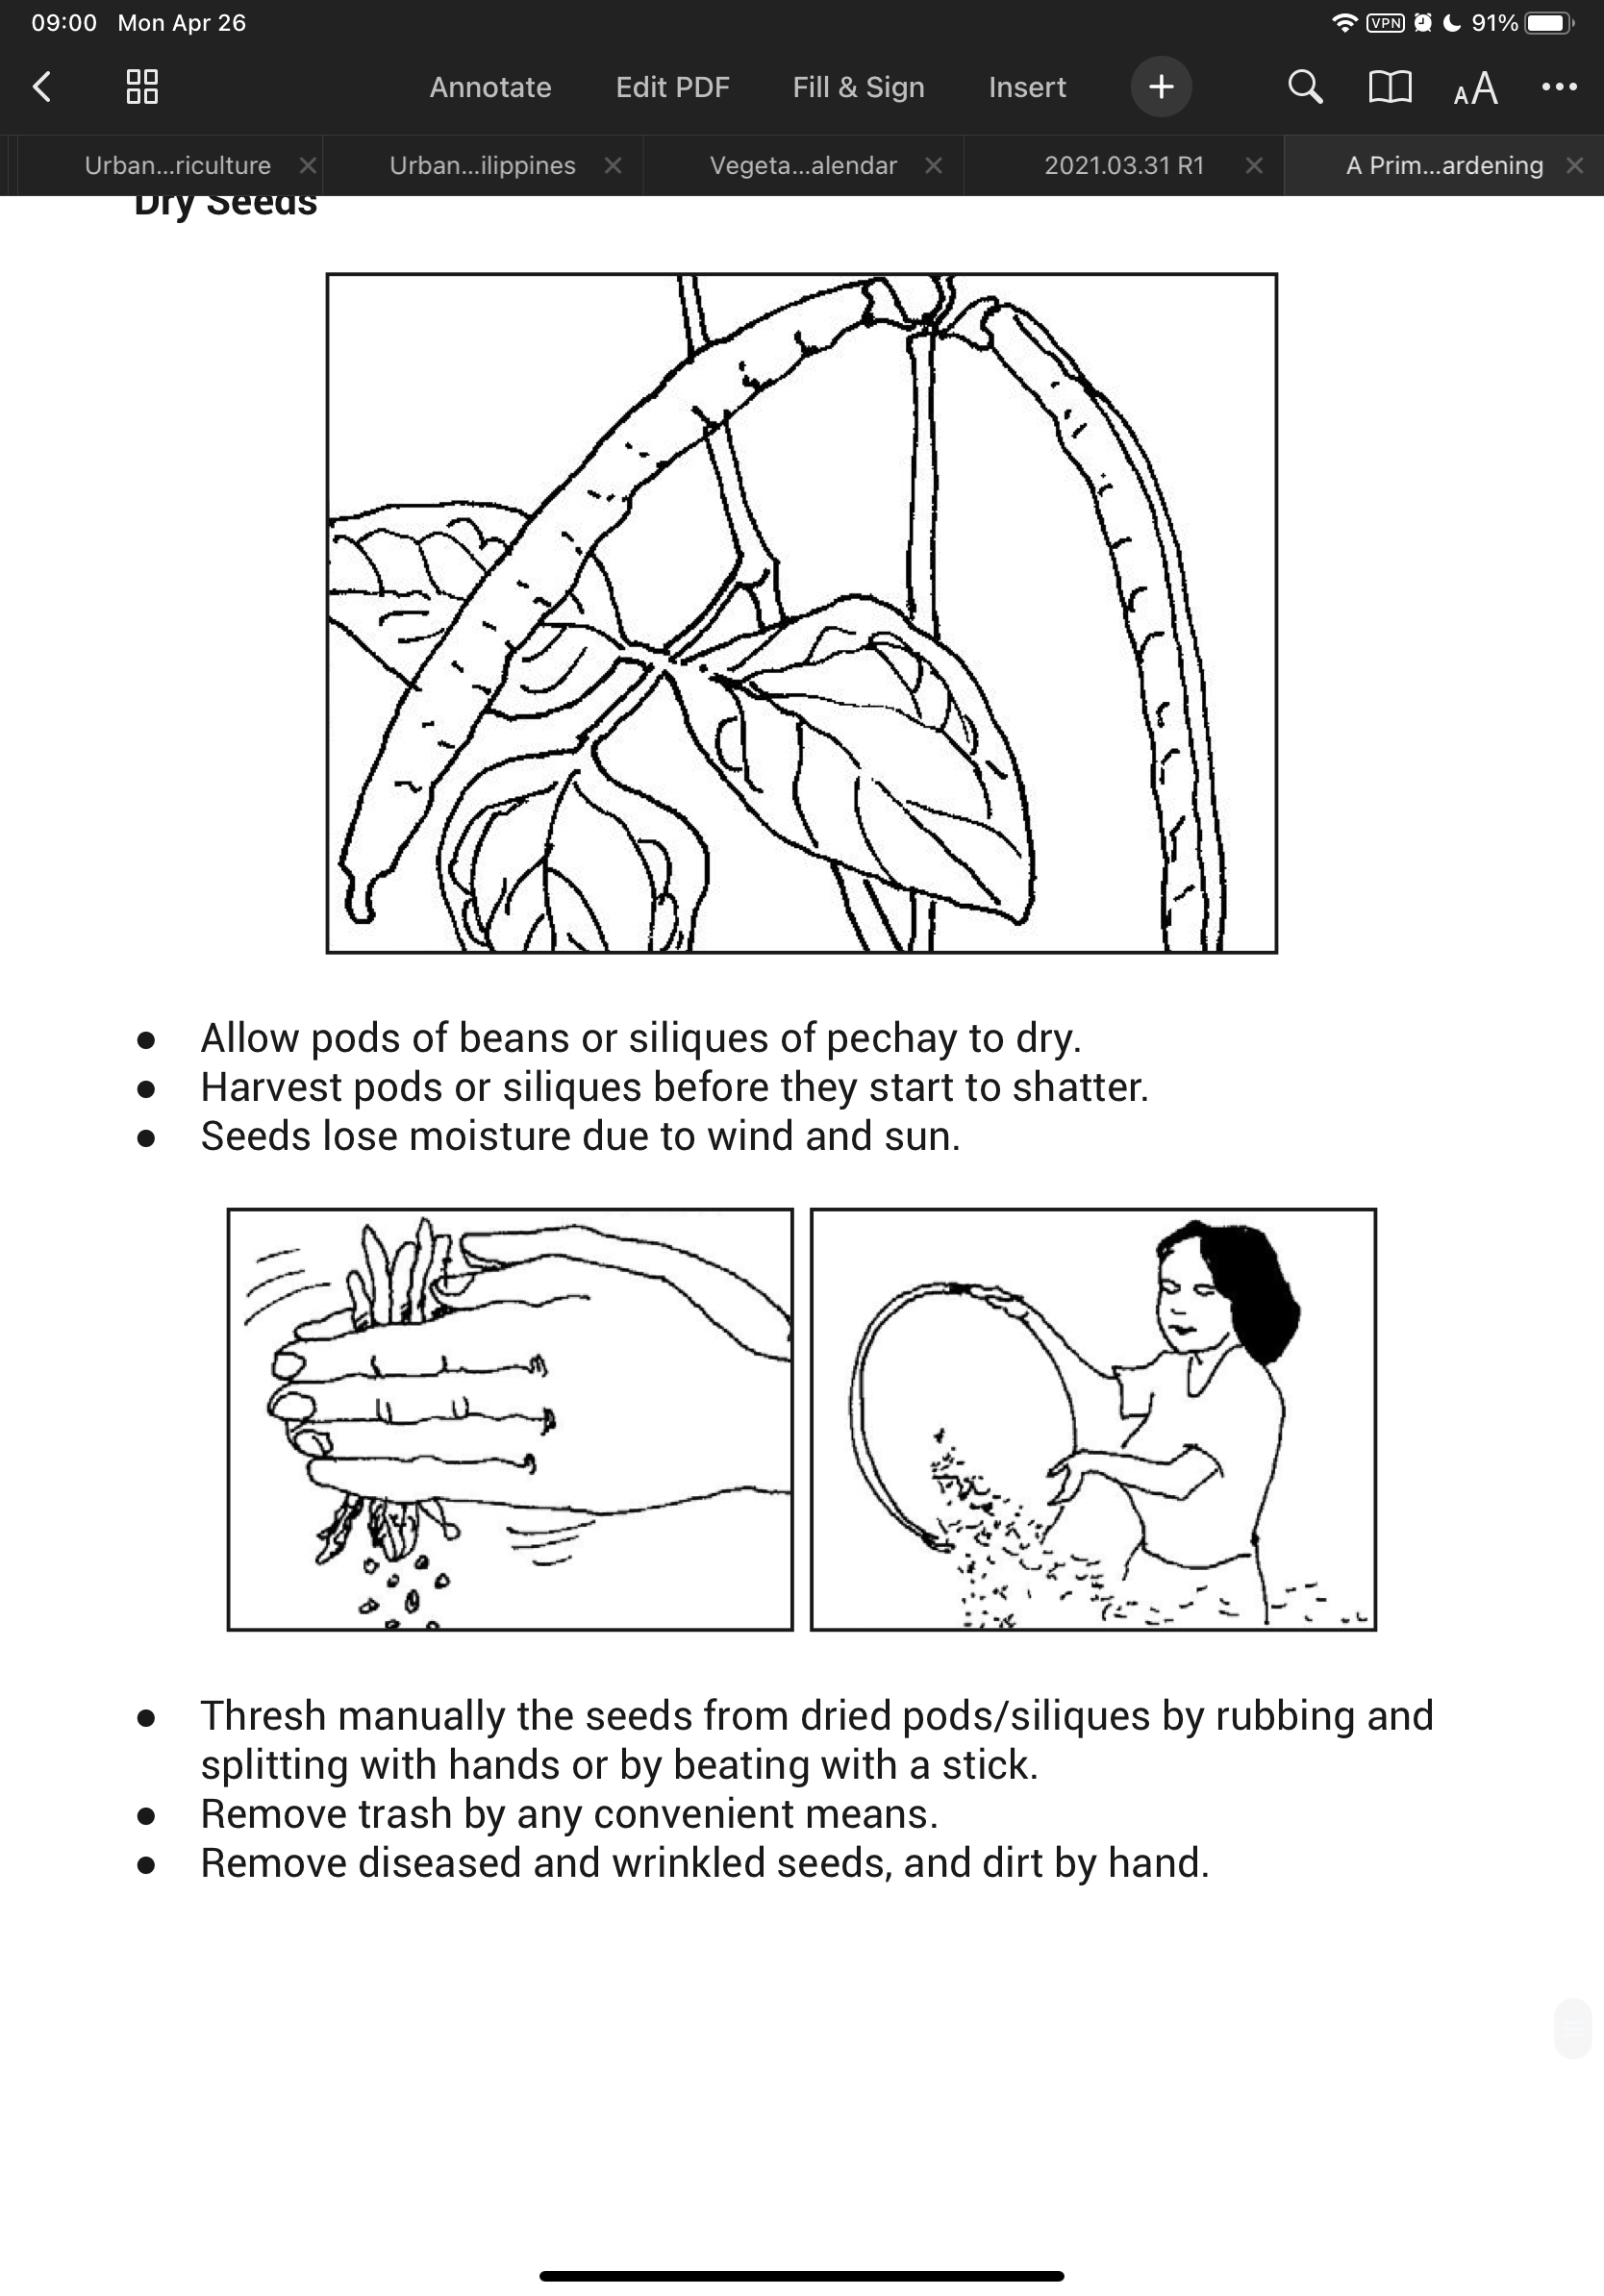 09:00 Mon Apr 26
VPN 91%
Annotate Edit PDF Fill & Sign Insert + AA
Urban...riculture Urban...ilippines Vegeta...alendar 2021.03.31 R1 A Prim...ardening
Dry Seeds
● Allow pods of beans or siliques of pechay to dry.
● Harvest pods or siliques before they start to shatter.
● Seeds lose moisture due to wind and sun.
● Thresh manually the seeds from dried pods/siliques by rubbing and
splitting with hands or by beating with a stick.
● Remove trash by any convenient means.
● Remove diseased and wrinkled seeds, and dirt by hand.